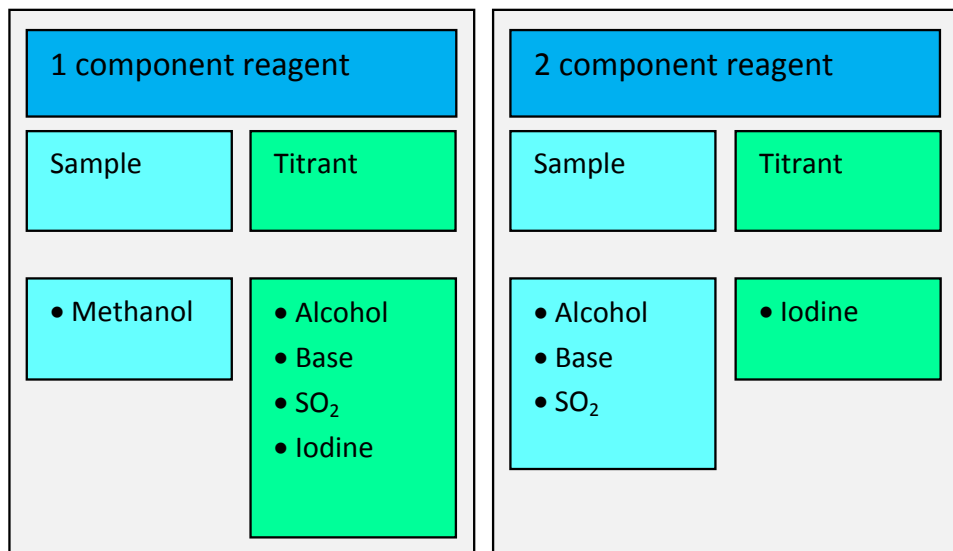 1 component reagent
Sample
Titrant
• Methanol
• Alcohol
• Base
• SO₂
• Iodine
2 component reagent
Sample
Titrant
• Alcohol
• Base
• SO₂
• Iodine